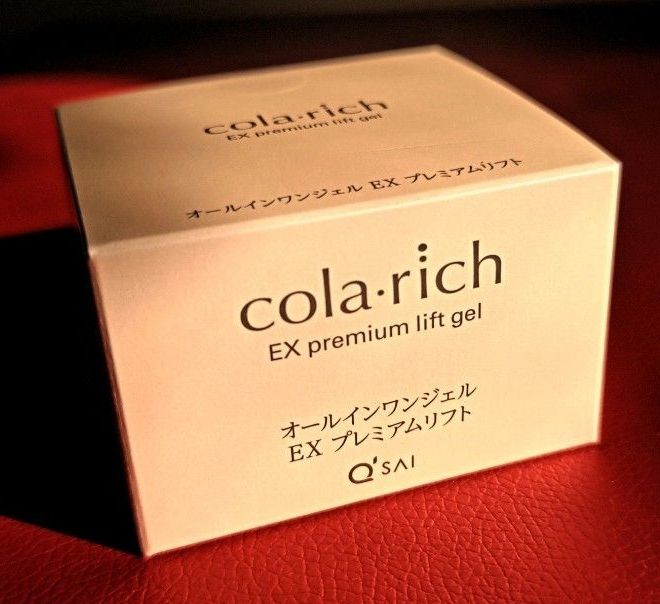 cola·rich
EX premium lift gel
オールインワンジェル EX プレミアムリフト
cola·rich
EX premium lift gel
オールインワンジェル
EX プレミアムリフト
Q'SAI